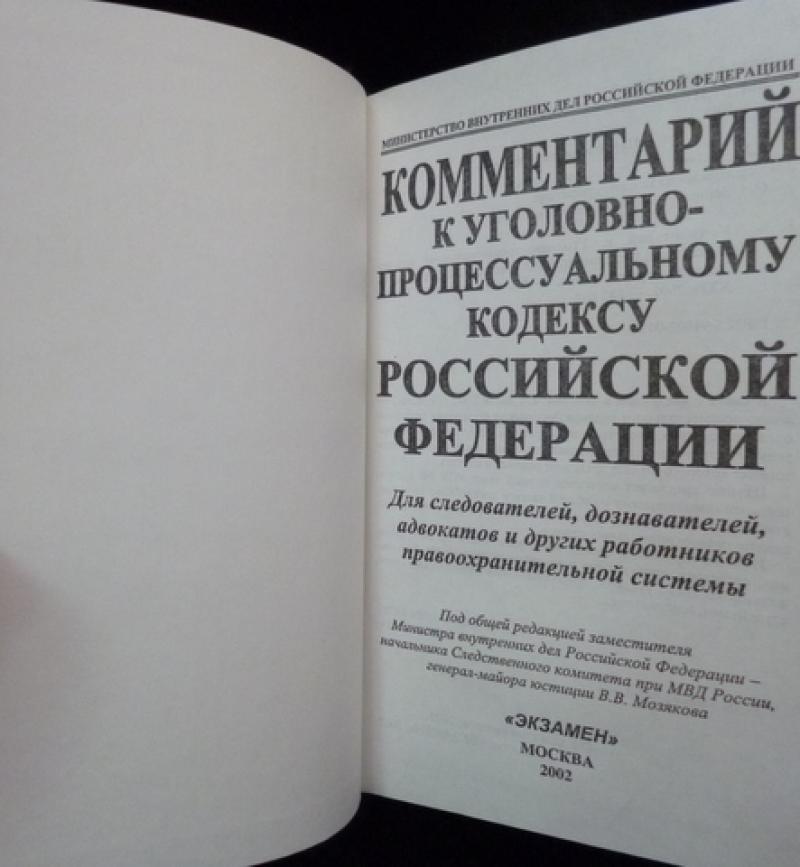 МИНИСТЕРСТВО ВНУТРЕННИХ ДЕЛ РОССИЙСКОЙ ФЕДЕРАЦИИ
КОММЕНТАРИЙ
К УГОЛОВНО-
ПРОЦЕССУАЛЬНОМУ
КОДЕКСУ
РОССИЙСКОЙ
ФЕДЕРАЦИИ
Для следователей, дознавателей,
адвокатов и других работников
правоохранительной системы
Под общей редакцией заместителя
Министра внутренних дел Российской Федерации –
начальника Следственного комитета при МВД России,
генерал-майора юстиции В.В. Мозякова
«ЭКЗАМЕН»
МОСКВА
2002